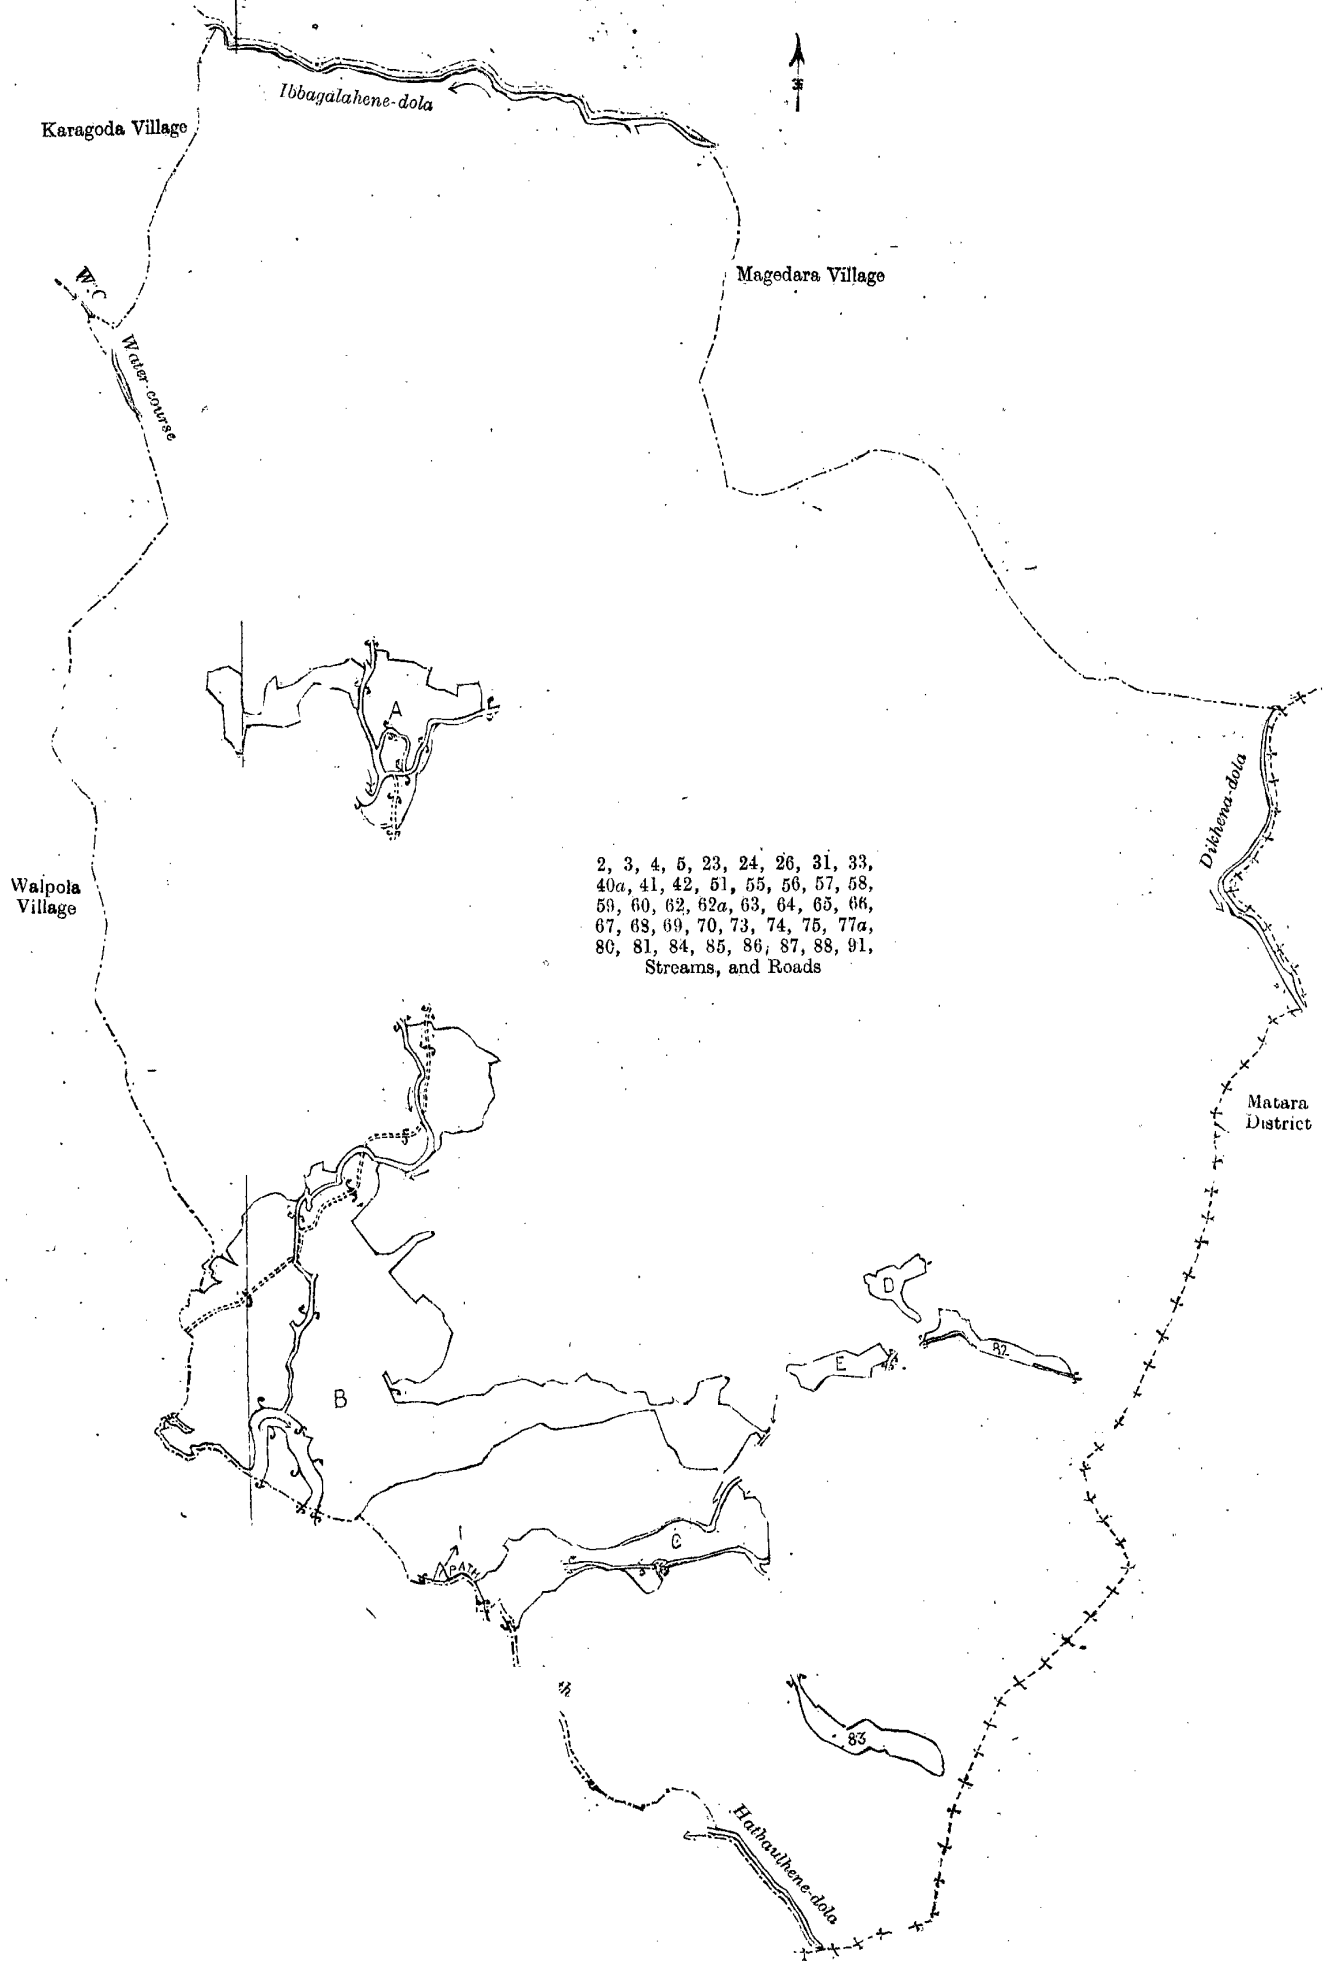 Ibbagalahene-dola
Karagoda Village
Magedara Village
W.C
Water-course
A
Dikhena-dola
2, 3, 4, 5, 23, 24, 26, 31, 33,
40a, 41, 42, 51, 55, 56, 57, 58,
59, 60, 62, 62a, 63, 64, 65, 66,
67, 68, 69, 70, 73, 74, 75, 77a,
80, 81, 84, 85, 86, 87, 88, 91,
Streams, and Roads
Walpola
Village
Matara
District
D
82
E
B
C
PATH
83
Hathaulhene-dola